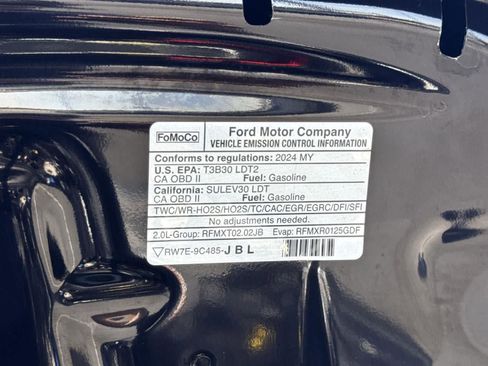 FoMoCo
Ford Motor Company
VEHICLE EMISSION CONTROL INFORMATION
Conforms to regulations: 2024 MY
U.S. EPA: T3B30 LDT2
CA OBD II Fuel: Gasoline
California: SULEV30 LDT
CA OBD II Fuel: Gasoline
TWC/WR-HO2S/HO2S/TC/CAC/EGR/EGRC/DFI/SFI
No adjustments needed.
2.0L-Group: RFMXT02.02JB Evap: RFMXR0125GDF
RW7E-9C485-JBL